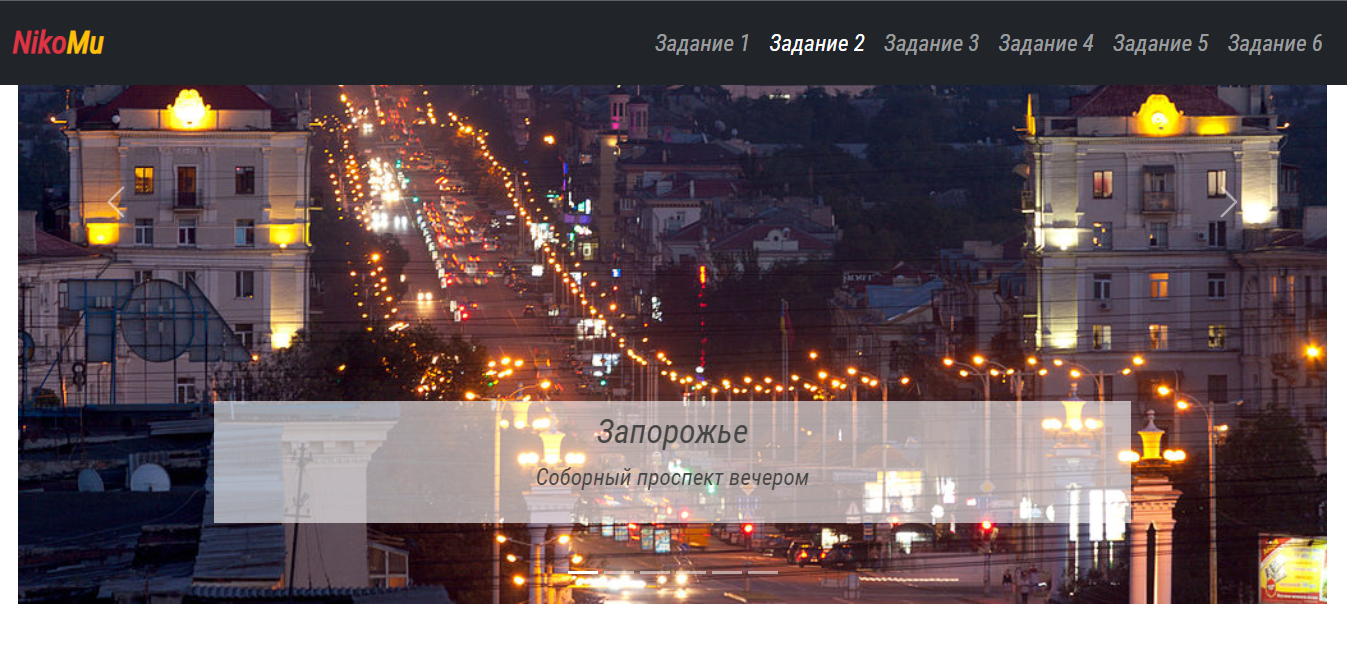 NikoMu
Задание 1 Задание 2 Задание 3 Задание 4 Задание 5 Задание 6
Запорожье
Соборный проспект вечером